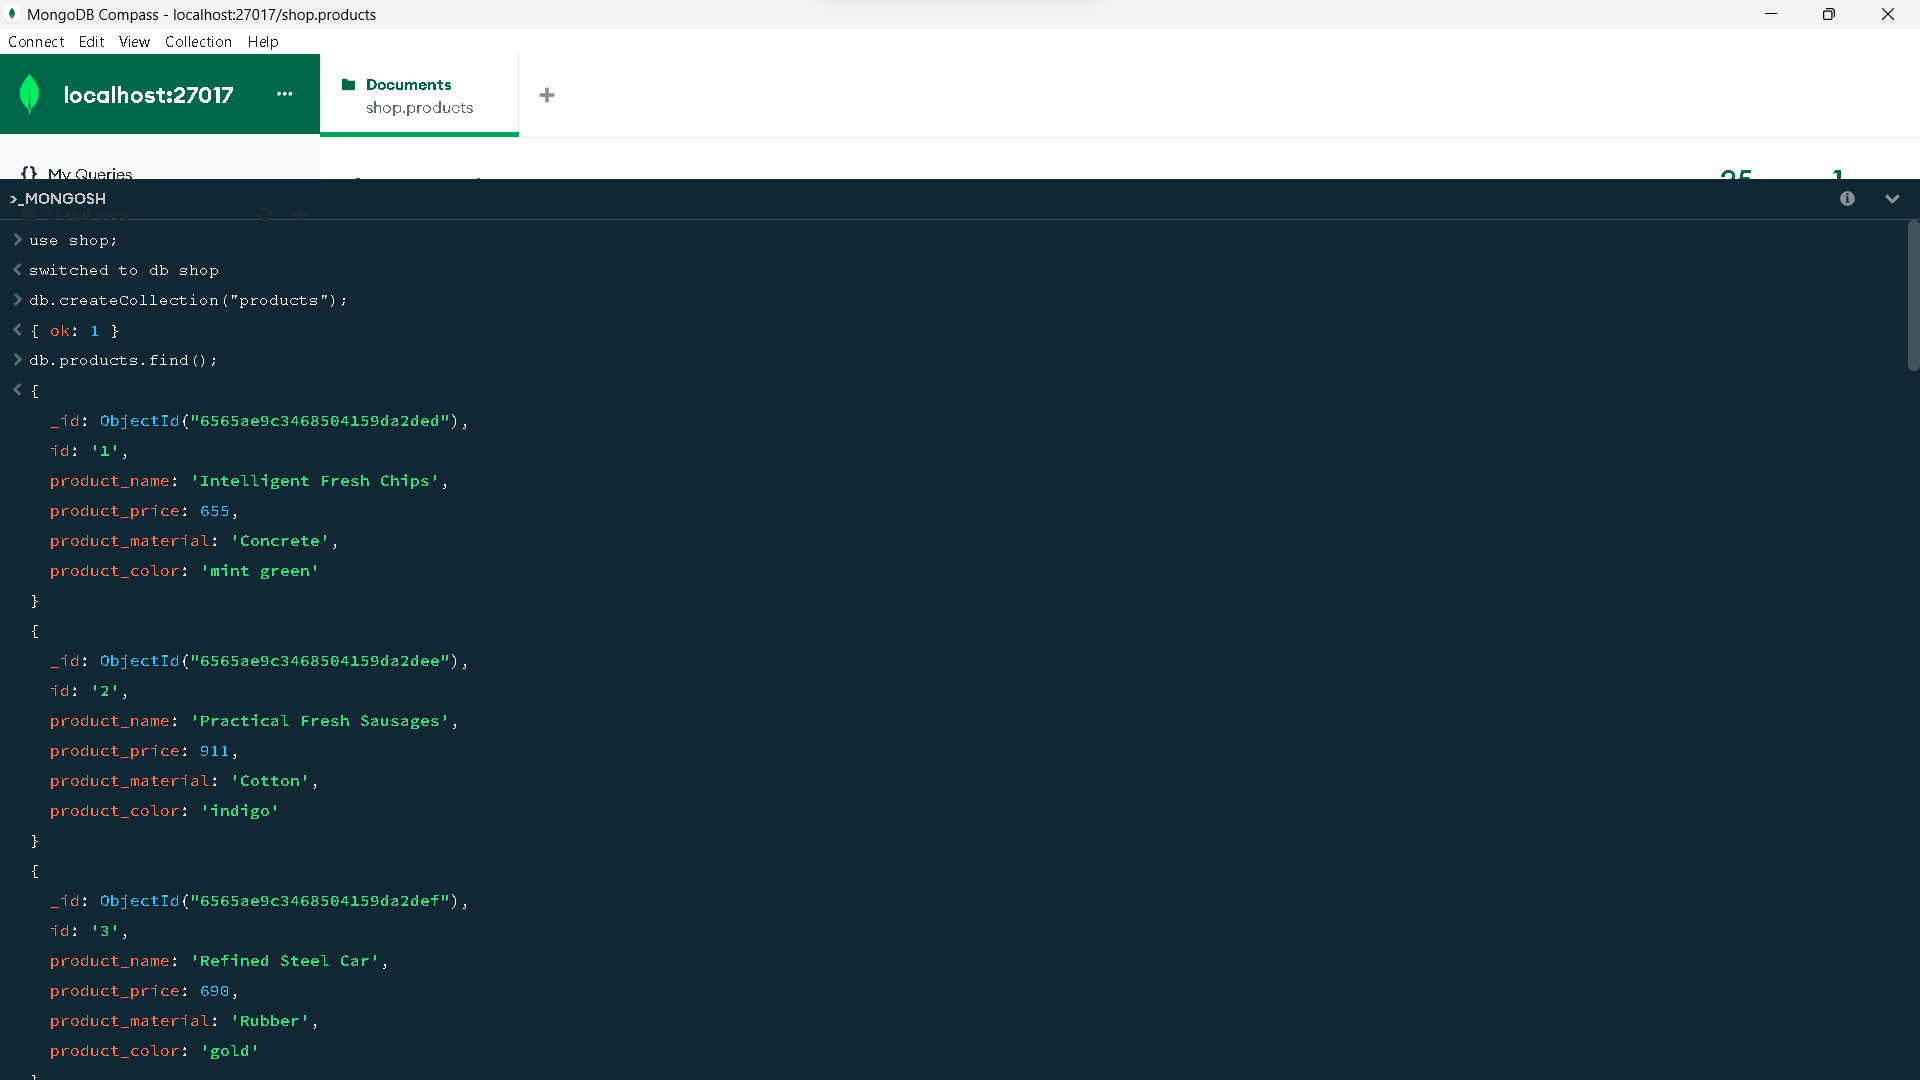 MongoDB Compass - localhost:27017/shop.products
Connect Edit View Collection Help
localhost:27017 ...
Documents
shop.products
+
{} My Queries
>_MONGOSH
> use shop;
< switched to db shop
> db.createCollection("products");
< { ok: 1 }
> db.products.find();
< {
_id: ObjectId("6565ae9c3468504159da2ded"),
id: '1',
product_name: 'Intelligent Fresh Chips',
product_price: 655,
product_material: 'Concrete',
product_color: 'mint green'
}
{
_id: ObjectId("6565ae9c3468504159da2dee"),
id: '2',
product_name: 'Practical Fresh Sausages',
product_price: 911,
product_material: 'Cotton',
product_color: 'indigo'
}
{
_id: ObjectId("6565ae9c3468504159da2def"),
id: '3',
product_name: 'Refined Steel Car',
product_price: 690,
product_material: 'Rubber',
product_color: 'gold'